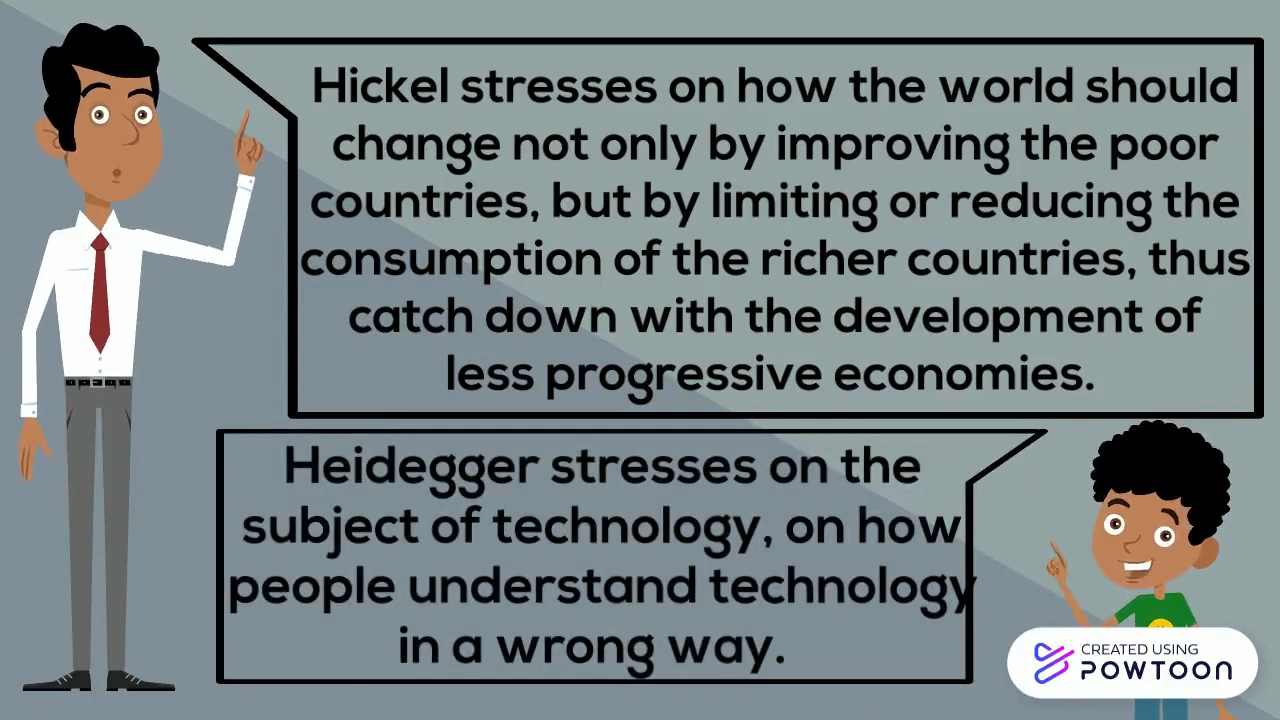 Hickel stresses on how the world should
change not only by improving the poor
countries, but by limiting or reducing the
consumption of the richer countries, thus
catch down with the development of
less progressive economies.
Heidegger stresses on the
subject of technology, on how
people understand technology
in a wrong way.
CREATED USING
POWTOON